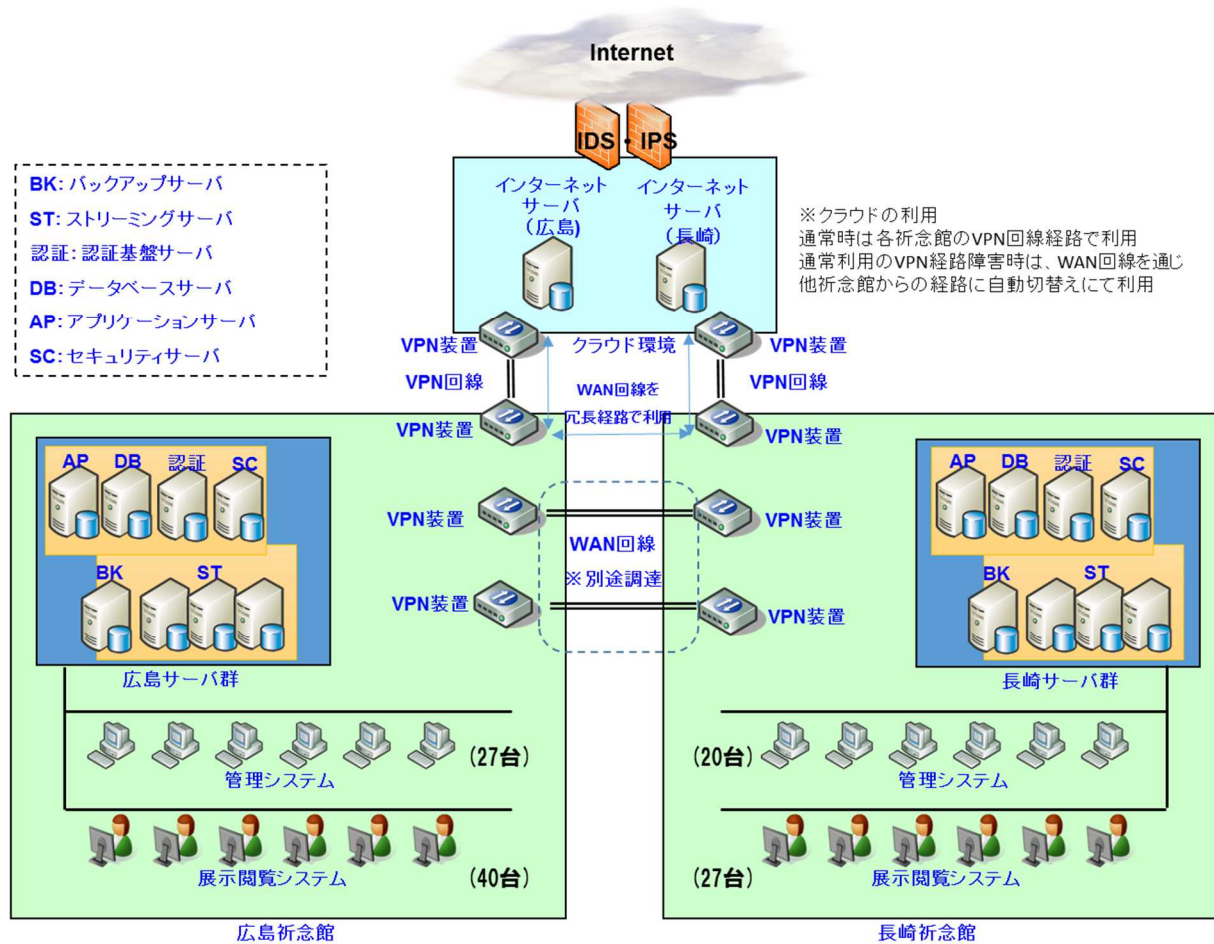 Internet
IDS・IPS
BK: バックアップサーバ
ST: ストリーミングサーバ
認証: 認証基盤サーバ
DB: データベースサーバ
AP: アプリケーションサーバ
SC: セキュリティサーバ
インターネット
サーバ
（広島）
インターネット
サーバ
（長崎）
※クラウドの利用
通常時は各祈念館のVPN回線経路で利用
通常利用のVPN経路障害時は、WAN回線を通じ
他祈念館からの経路に自動切替えにて利用
VPN装置
クラウド環境
VPN装置
VPN回線
WAN回線を
冗長経路で利用
VPN回線
VPN装置
VPN装置
AP DB 認証 SC
BK ST
広島サーバ群
VPN装置
VPN装置
WAN回線
※別途調達
VPN装置
VPN装置
AP DB 認証 SC
BK ST
長崎サーバ群
(27台)
管理システム
(20台)
管理システム
(40台)
展示閲覧システム
(27台)
展示閲覧システム
広島祈念館
長崎祈念館